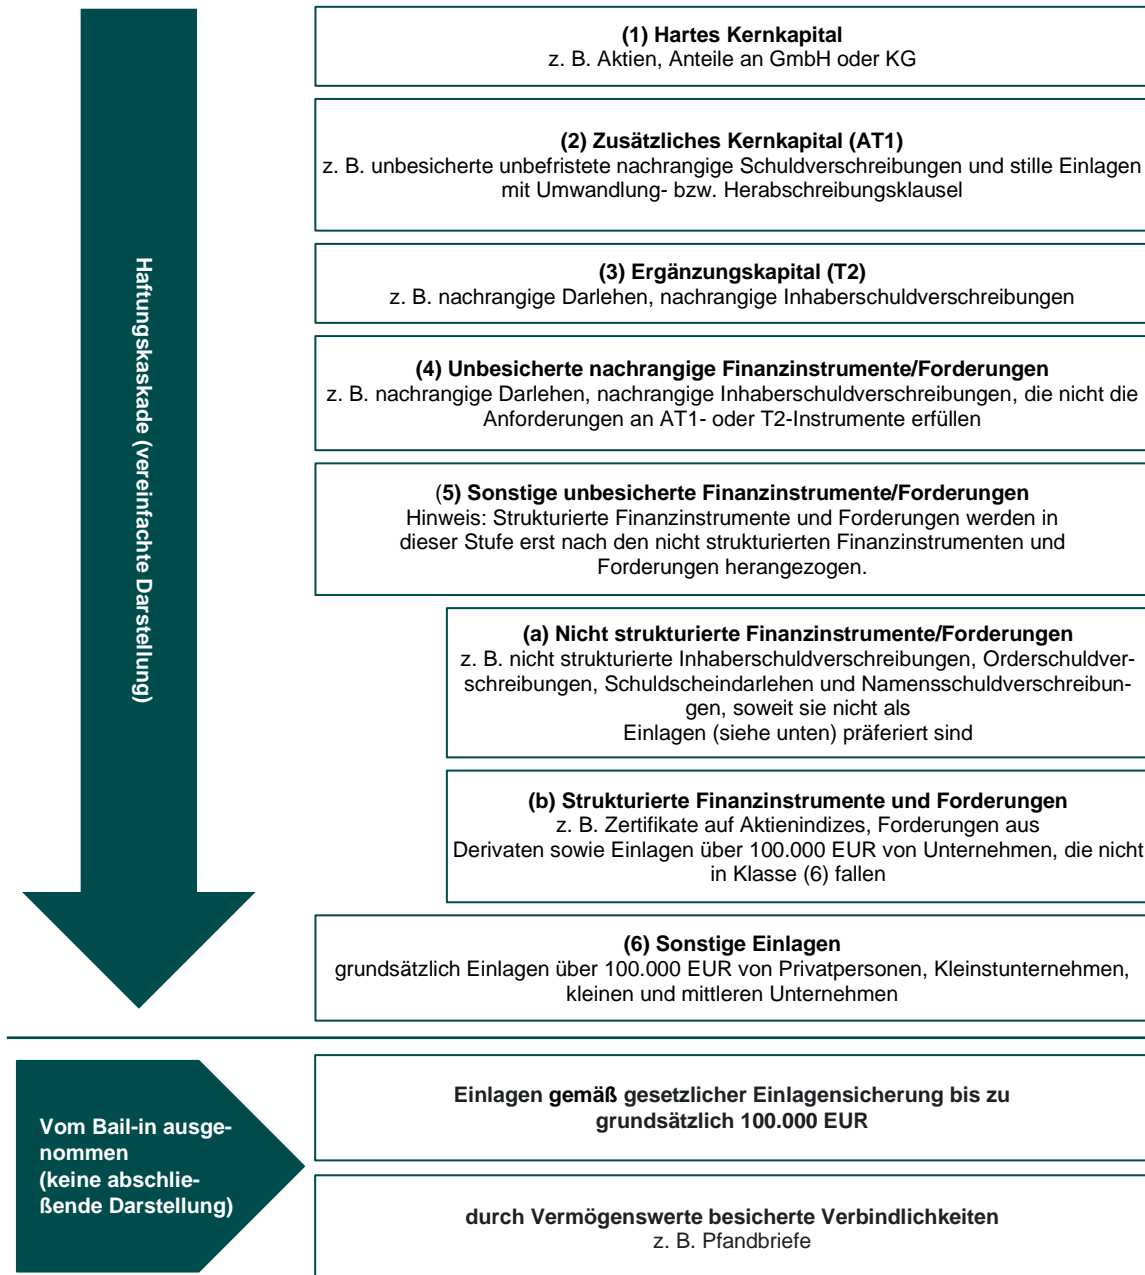 Haftungskaskade (vereinfachte Darstellung)
(1) Hartes Kernkapital
z. B. Aktien, Anteile an GmbH oder KG
(2) Zusätzliches Kernkapital (AT1)
z. B. unbesicherte unbefristete nachrangige Schuldverschreibungen und stille Einlagen
mit Umwandlung- bzw. Herabschreibungsklausel
(3) Ergänzungskapital (T2)
z. B. nachrangige Darlehen, nachrangige Inhaberschuldverschreibungen
(4) Unbesicherte nachrangige Finanzinstrumente/Forderungen
z. B. nachrangige Darlehen, nachrangige Inhaberschuldverschreibungen, die nicht die
Anforderungen an AT1- oder T2-Instrumente erfüllen
(5) Sonstige unbesicherte Finanzinstrumente/Forderungen
Hinweis: Strukturierte Finanzinstrumente und Forderungen werden in
dieser Stufe erst nach den nicht strukturierten Finanzinstrumenten und
Forderungen herangezogen.
(a) Nicht strukturierte Finanzinstrumente/Forderungen
z. B. nicht strukturierte Inhaberschuldverschreibungen, Orderschuldver-
schreibungen, Schuldscheindarlehen und Namensschuldverschreibun-
gen, soweit sie nicht als
Einlagen (siehe unten) präferiert sind
(b) Strukturierte Finanzinstrumente und Forderungen
z. B. Zertifikate auf Aktienindizes, Forderungen aus
Derivaten sowie Einlagen über 100.000 EUR von Unternehmen, die nicht
in Klasse (6) fallen
(6) Sonstige Einlagen
grundsätzlich Einlagen über 100.000 EUR von Privatpersonen, Kleinstunternehmen,
kleinen und mittleren Unternehmen
Vom Bail-in ausge-
nommen
(keine abschlie-
ßende Darstellung)
Einlagen gemäß gesetzlicher Einlagensicherung bis zu
grundsätzlich 100.000 EUR
durch Vermögenswerte besicherte Verbindlichkeiten
z. B. Pfandbriefe